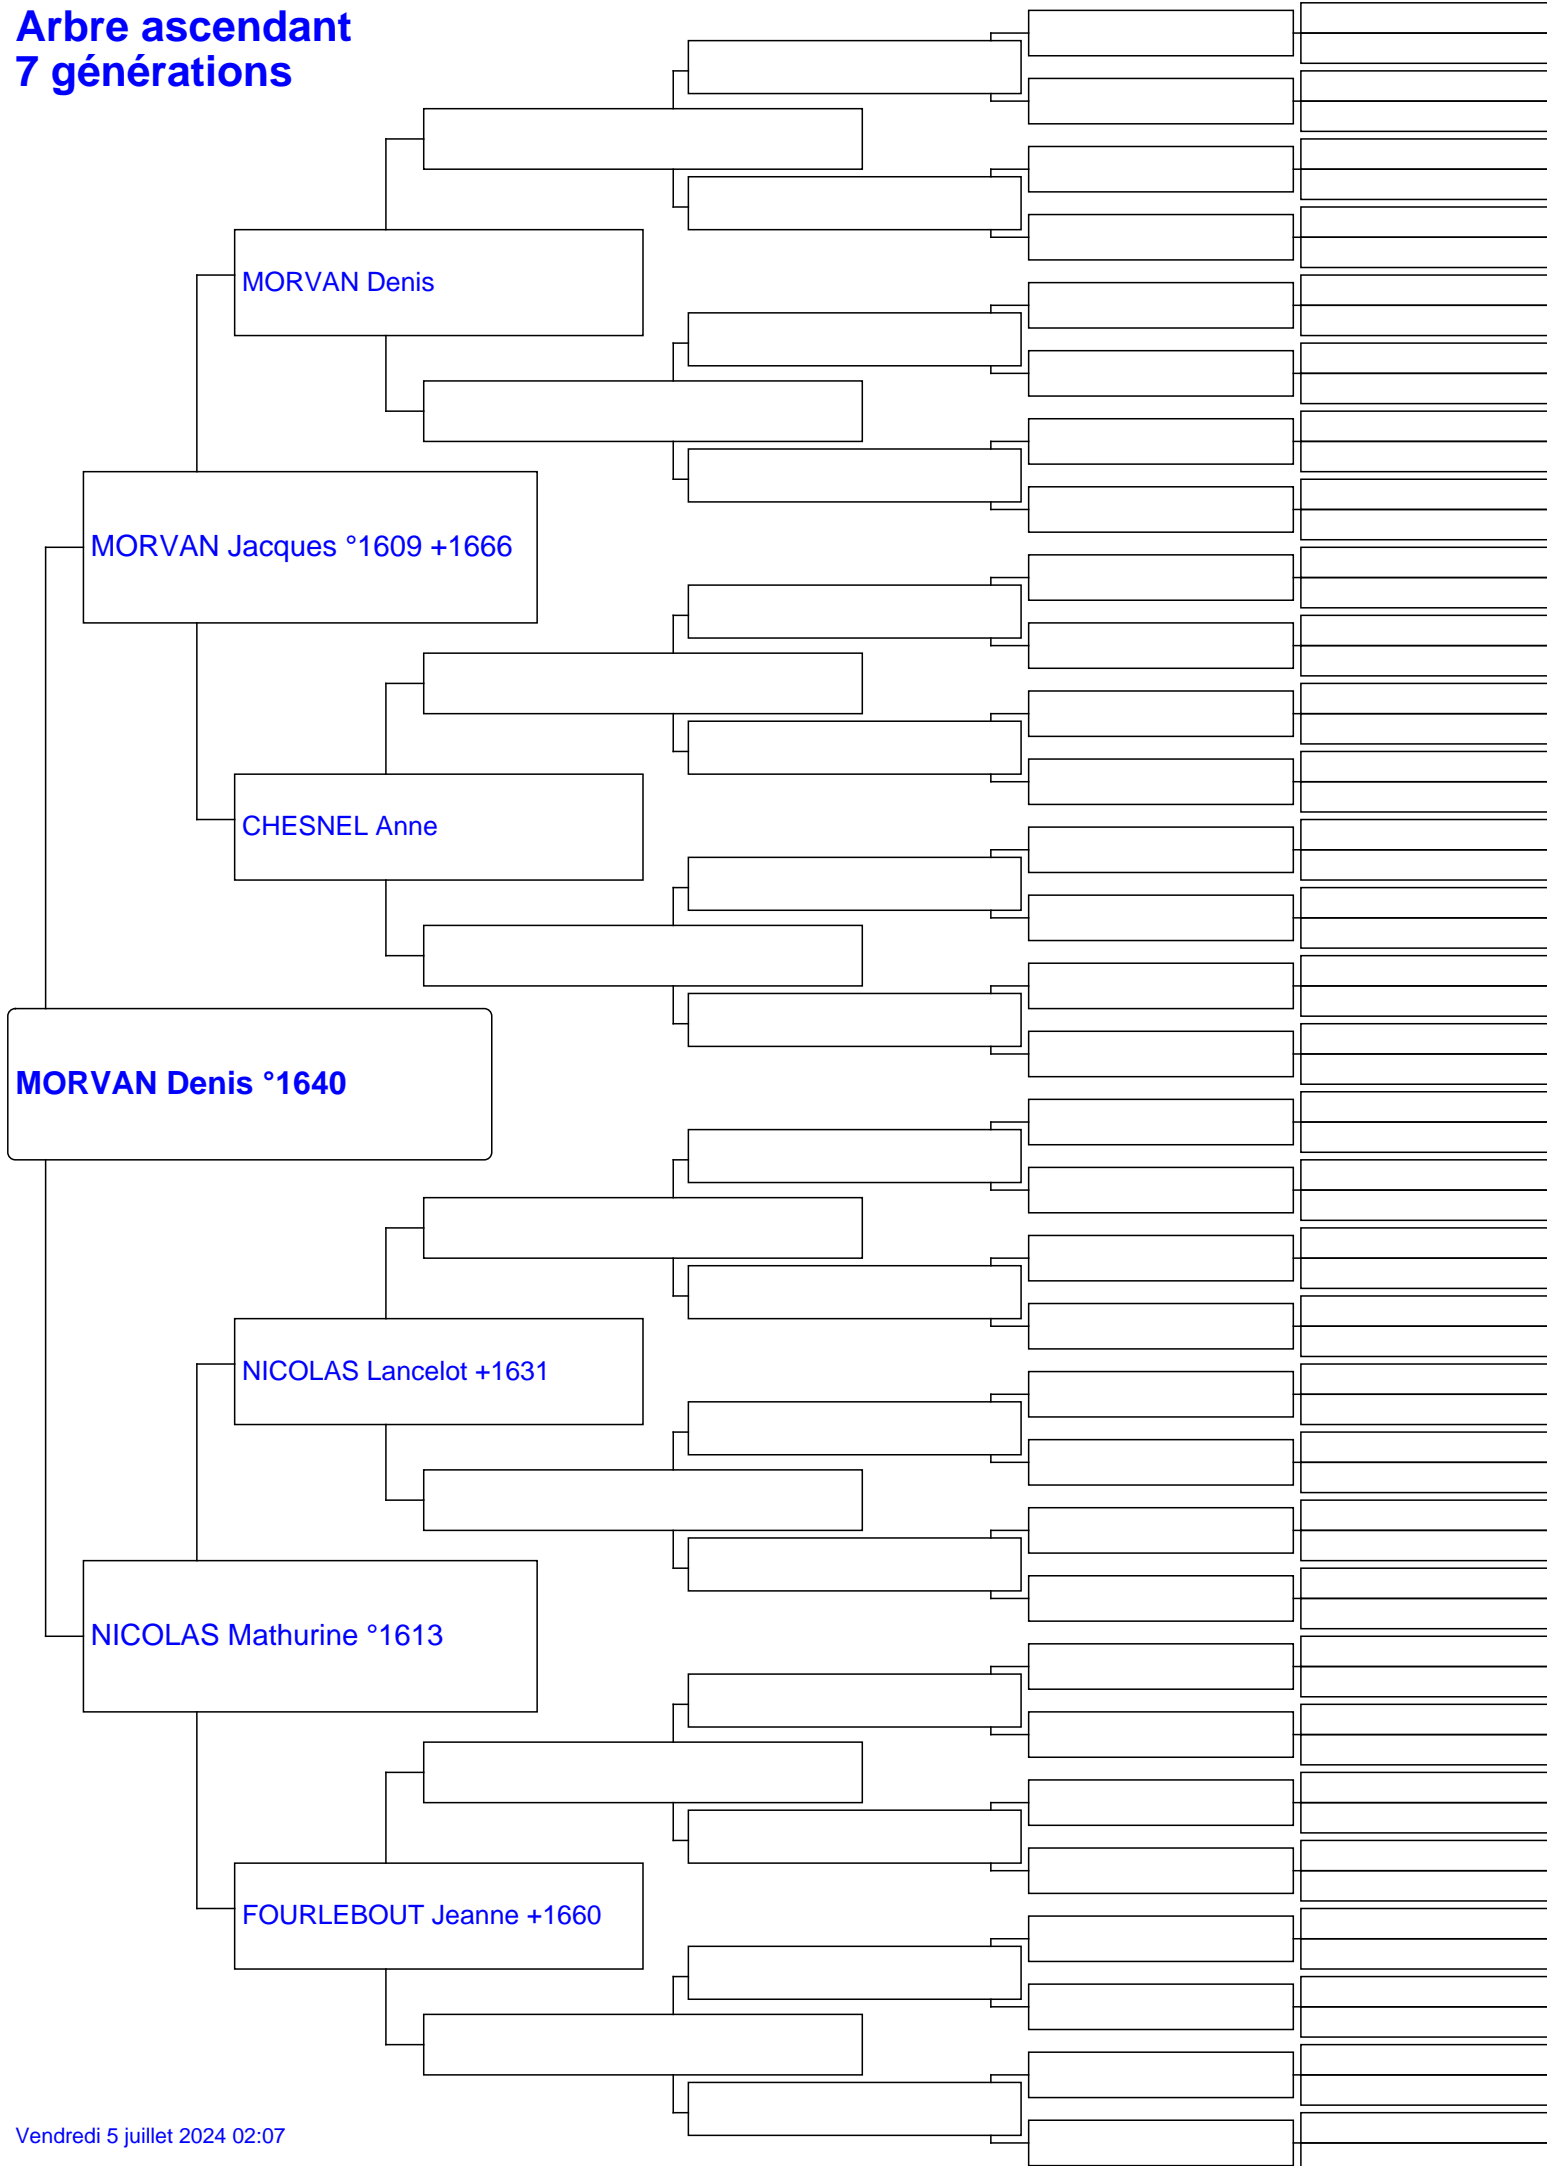 Arbre ascendant
7 générations
MORVAN Denis
MORVAN Jacques °1609 +1666
CHESNEL Anne
MORVAN Denis °1640
NICOLAS Lancelot +1631
NICOLAS Mathurine °1613
FOURLEBOUT Jeanne +1660
Vendredi 5 juillet 2024 02:07